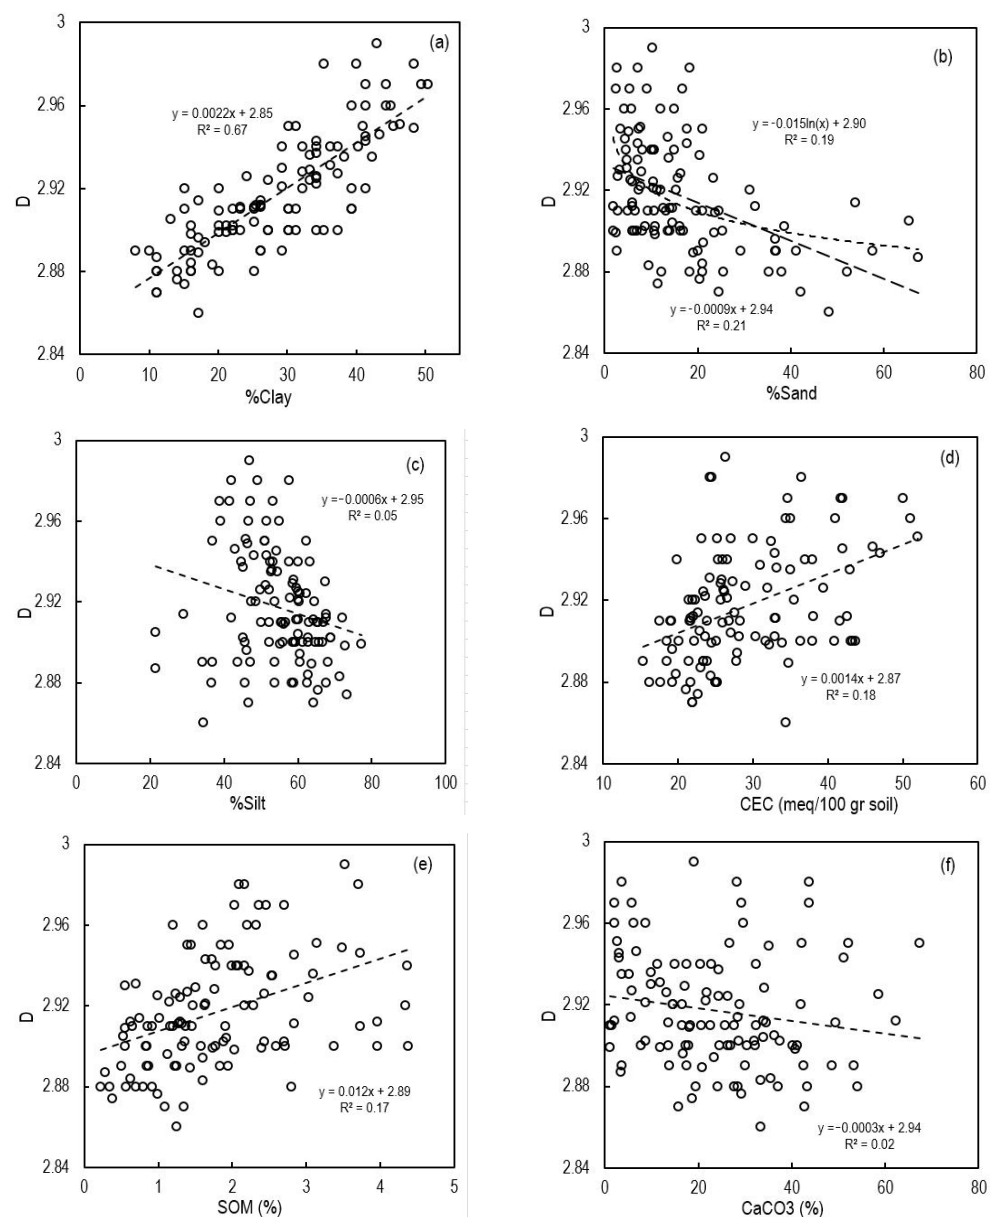 3
2.96
2.92
2.88
2.84
D
(a)
y = 0.0022x + 2.85
R² = 0.67
0
10
20
30
40
50
%Clay
3
2.96
2.92
2.88
2.84
D
(b)
y = −0.015ln(x) + 2.90
R² = 0.19
y = −0.0009x + 2.94
R² = 0.21
0
20
40
60
80
%Sand
3
2.96
2.92
2.88
2.84
D
(c)
y =−0.0006x + 2.95
R² = 0.05
0
20
40
60
80
100
%Silt
3
2.96
2.92
2.88
2.84
D
(d)
y = 0.0014x + 2.87
R² = 0.18
10
20
30
40
50
60
CEC (meq/100 gr soil)
3
2.96
2.92
2.88
2.84
D
(e)
y = 0.012x + 2.89
R² = 0.17
0
1
2
3
4
5
SOM (%)
3
2.96
2.92
2.88
2.84
D
(f)
y =−0.0003x + 2.94
R² = 0.02
0
20
40
60
80
CaCO3 (%)